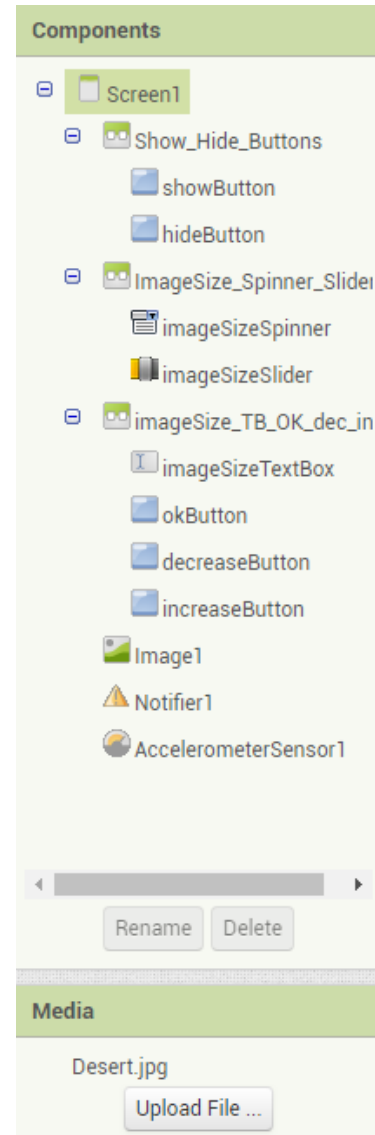 Components
Screen1
Show_Hide_Buttons
showButton
hideButton
ImageSize_Spinner_Slider
imageSizeSpinner
imageSizeSlider
imageSize_TB_OK_dec_in
imageSizeTextBox
okButton
decreaseButton
increaseButton
Image1
Notifier1
AccelerometerSensor1
Rename Delete
Media
Desert.jpg
Upload File ...